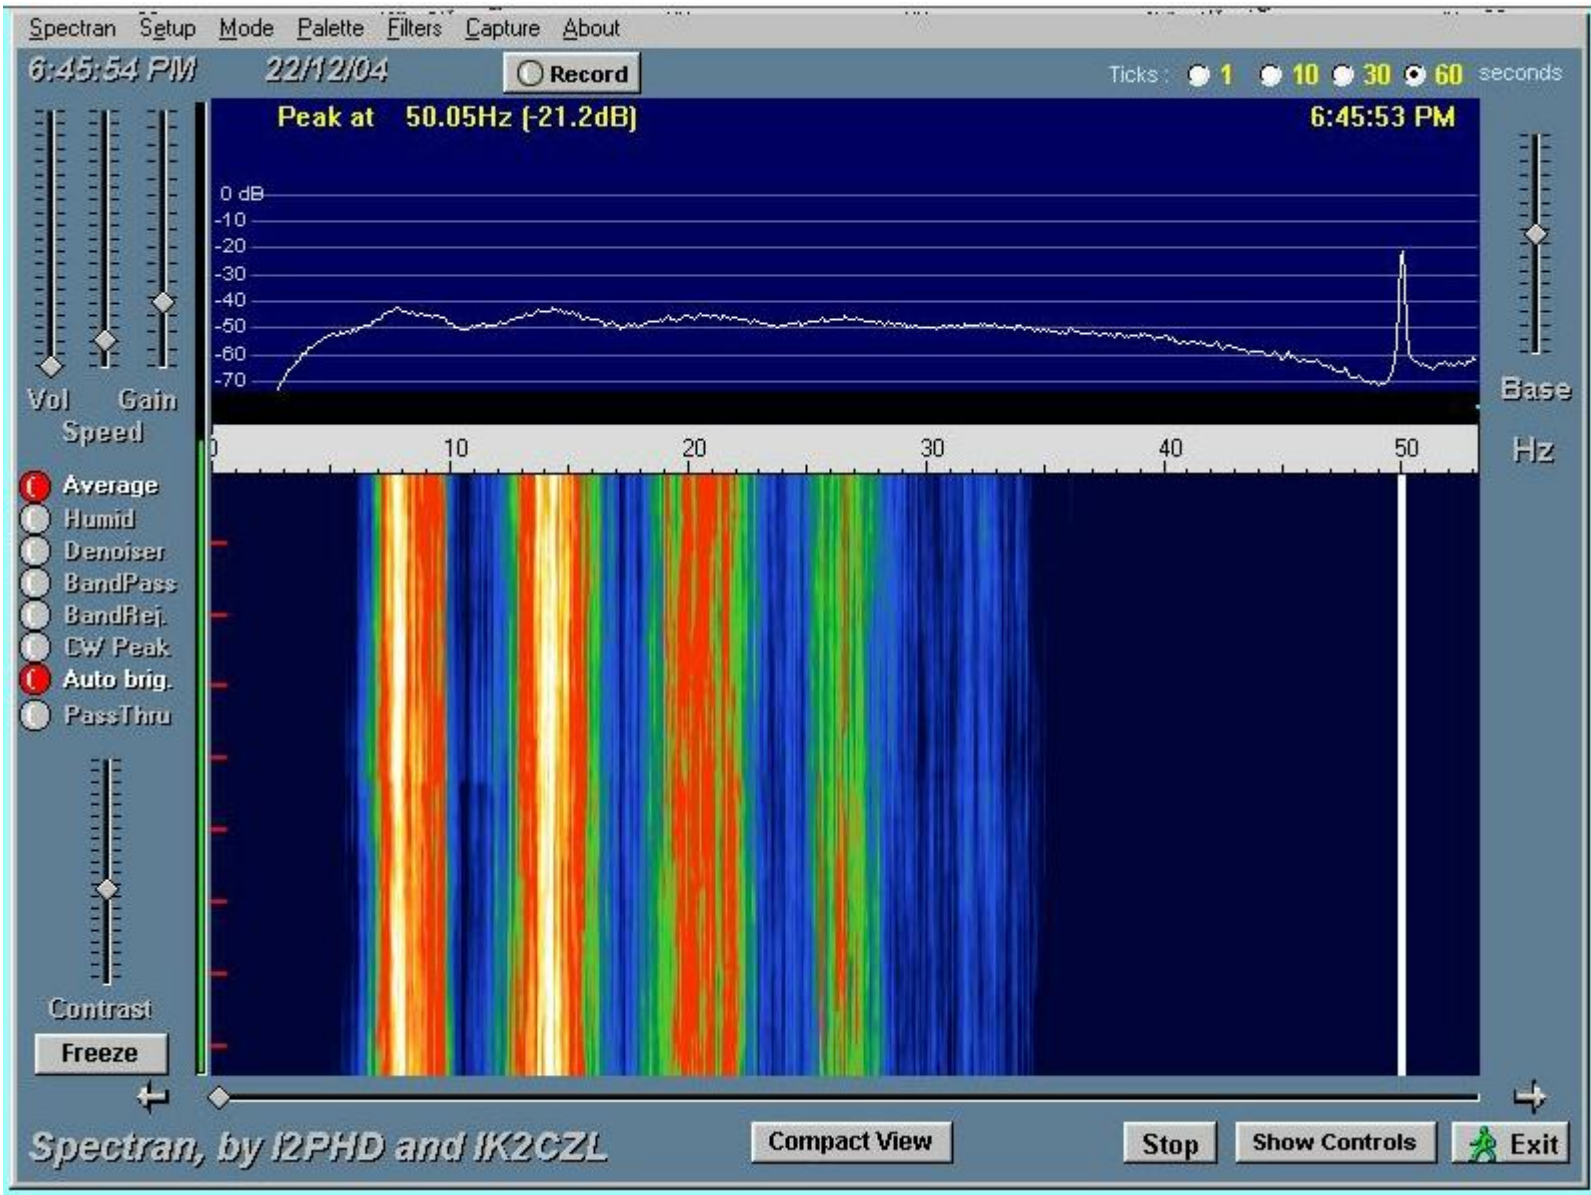 Spectran Setup Mode Palette Filters Capture About
6:45:54 PM 22/12/04 Record Ticks: 1 10 30 60 seconds
Peak at 50.05Hz (-21.2dB) 6:45:53 PM
0 dB
-10
-20
-30
-40
-50
-60
-70
Vol Gain
Speed
Base
0 10 20 30 40 50 Hz
Average
Humid
Denoiser
BandPass
BandRej.
CW Peak
Auto brig.
PassThru
Contrast
Freeze
Spectran, by I2PHD and IK2CZL Compact View Stop Show Controls Exit